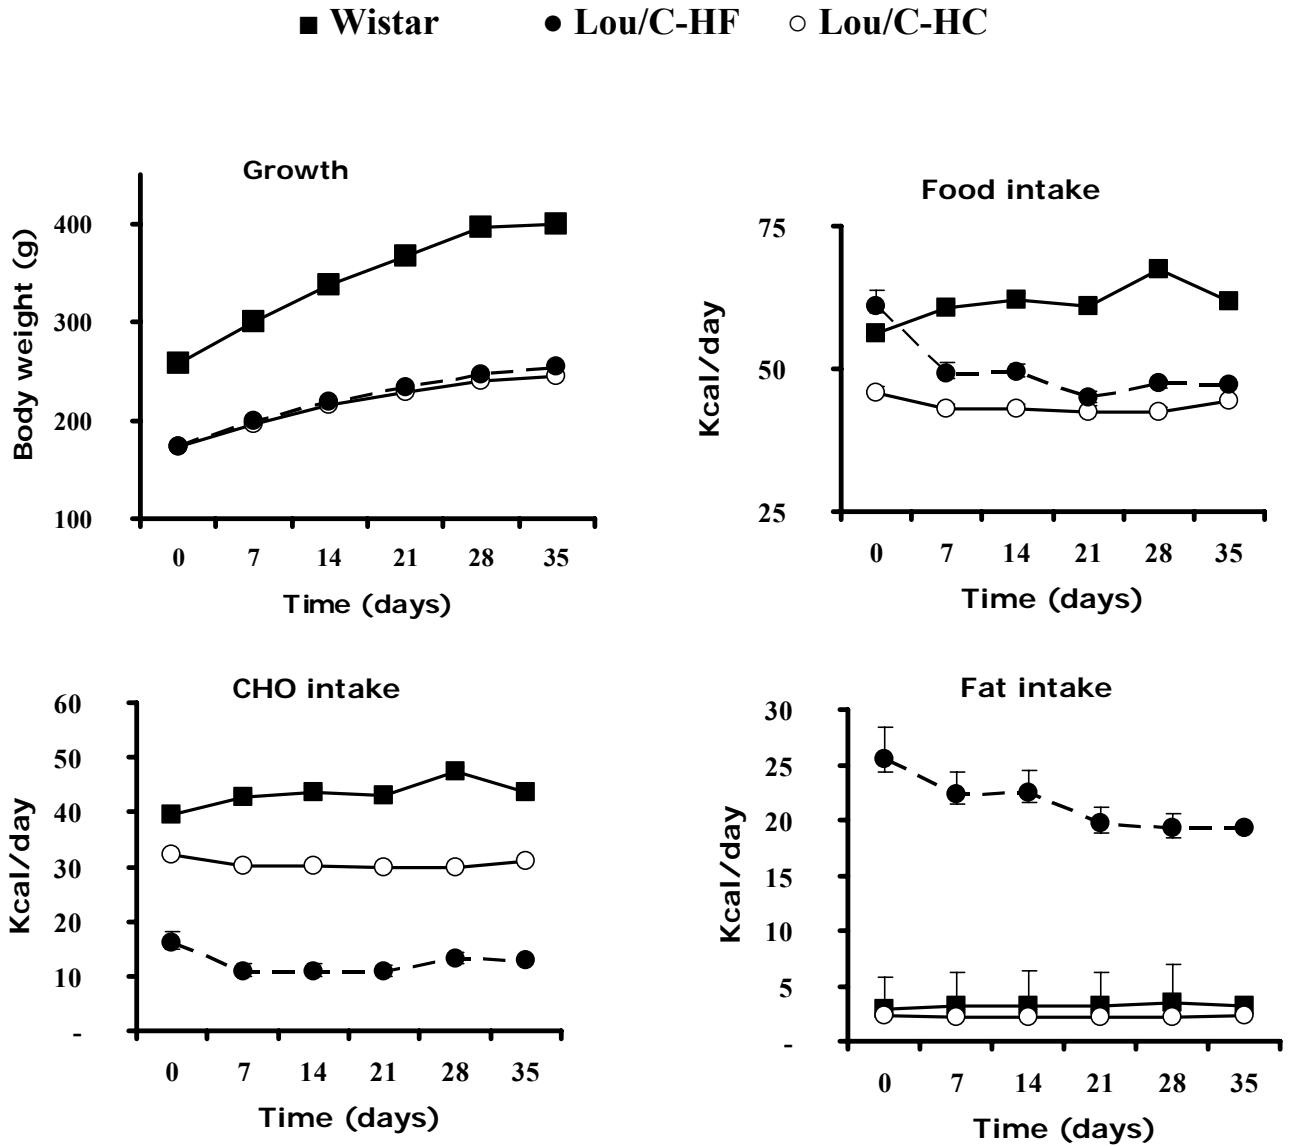 Wistar Lou/C-HF Lou/C-HC
Growth
Body weight (g)
400
300
200
100
0 7 14 21 28 35
Time (days)
Food intake
Kcal/day
75
50
25
0 7 14 21 28 35
Time (days)
CHO intake
Kcal/day
60
50
40
30
20
10
-
0 7 14 21 28 35
Time (days)
Fat intake
Kcal/day
30
25
20
15
10
5
-
0 7 14 21 28 35
Time (days)